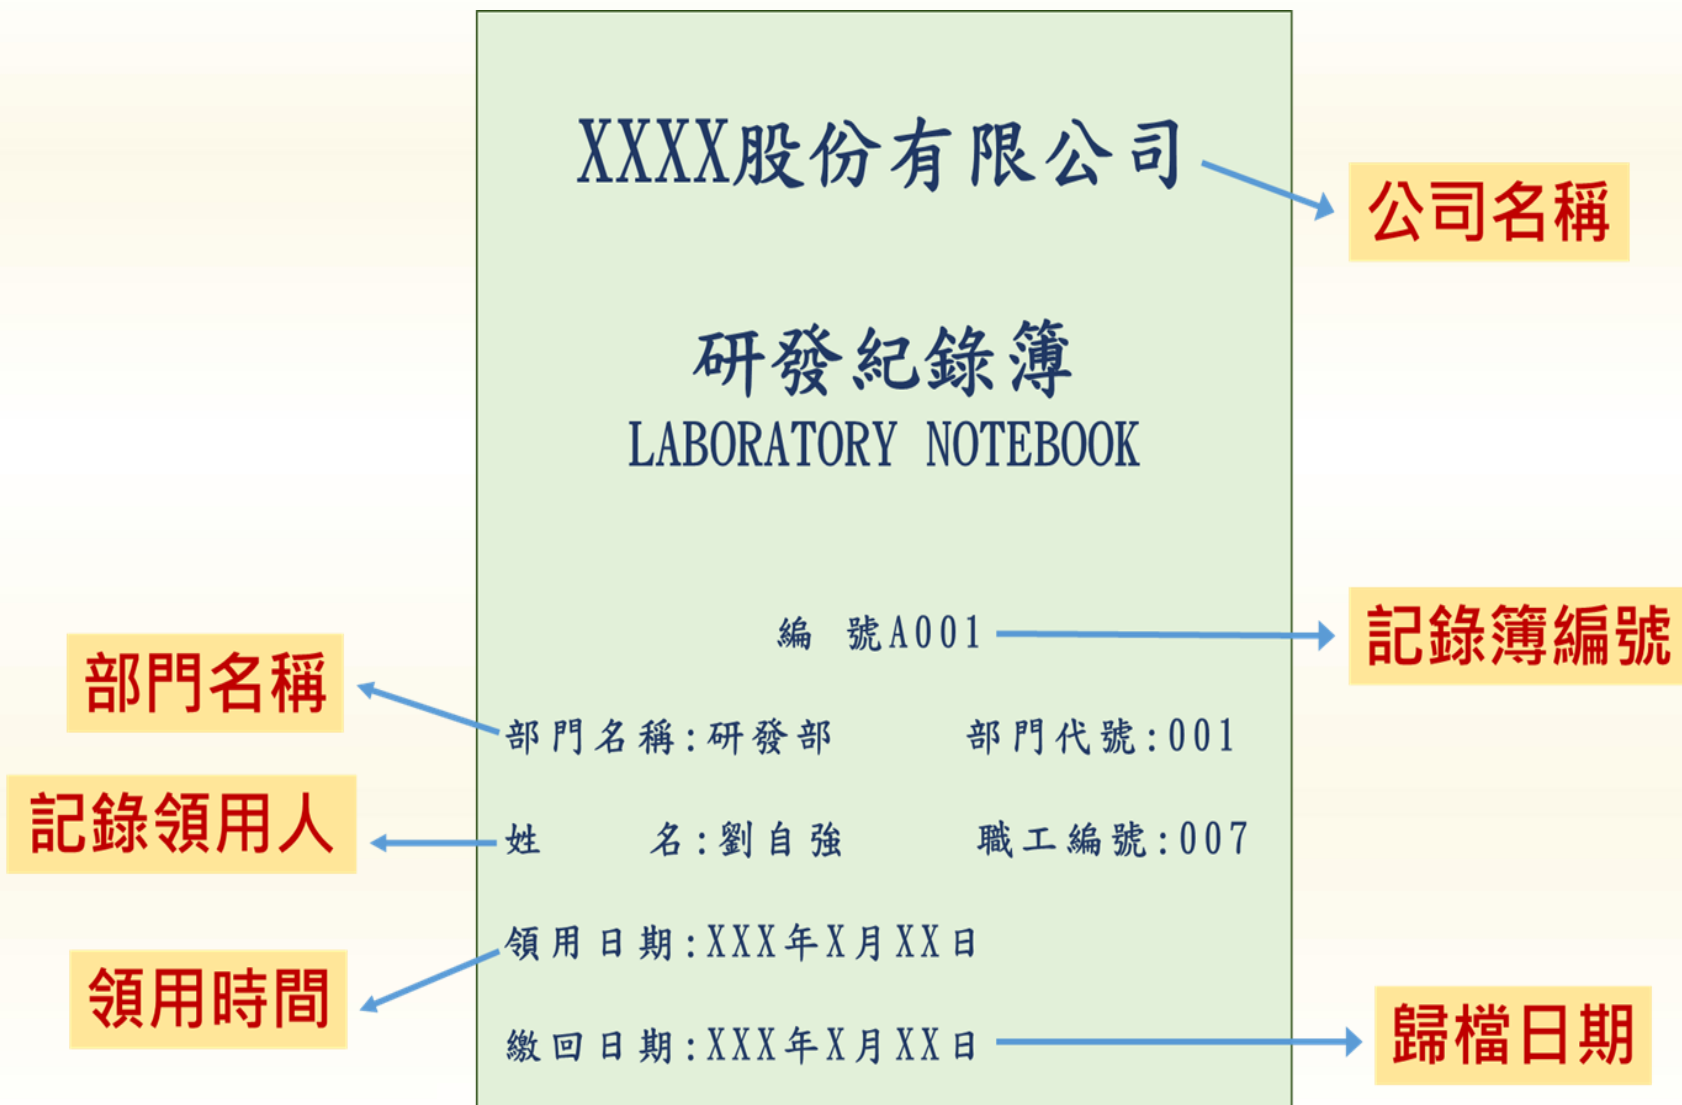 XXXX股份有限公司
公司名稱
研發紀錄簿
LABORATORY NOTEBOOK
編 號A001
記錄簿編號
部門名稱
部門名稱:研發部 部門代號:001
記錄領用人
姓 名:劉自強 職工編號:007
領用日期:XXX年X月XX日
領用時間
繳回日期:XXX年X月XX日
歸檔日期